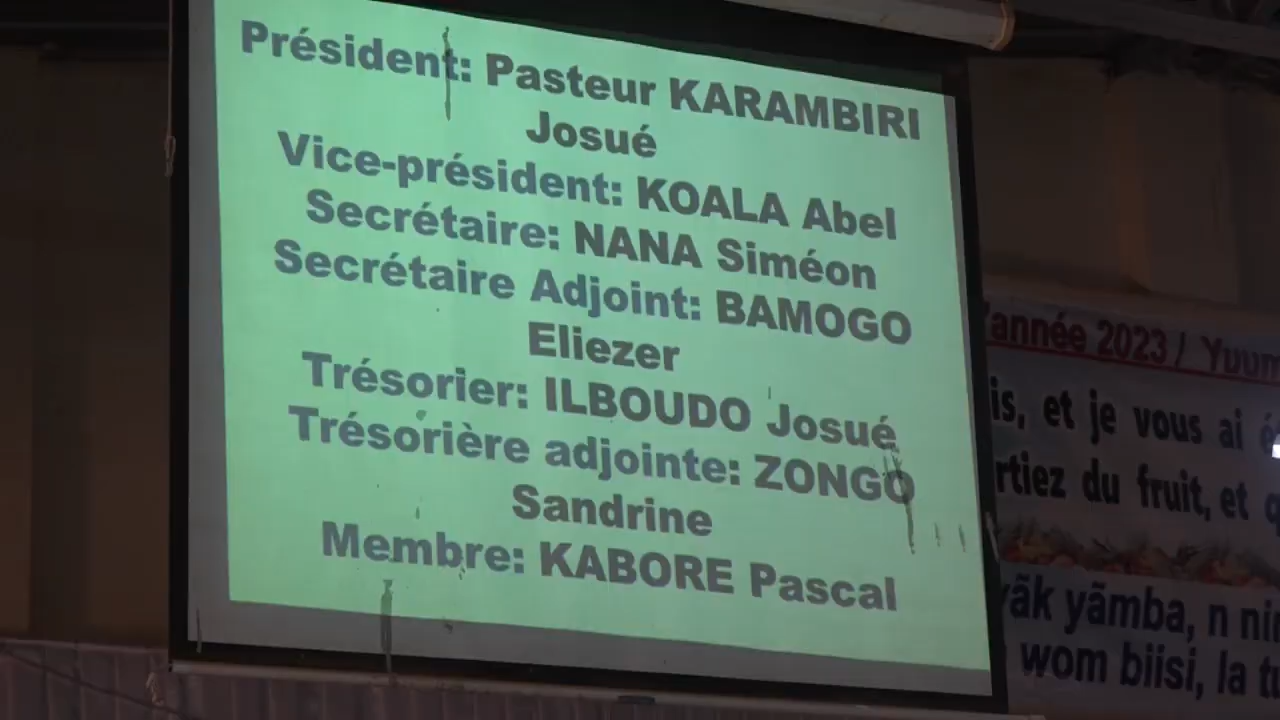 Président: Pasteur KARAMBIRI
Josué
Vice-président: KOALA Abel
Secrétaire: NANA Siméon
Secrétaire Adjoint: BAMOGO
Eliezer
Trésorier: ILBOUDO Josué
Trésorière adjointe: ZONGO
Sandrine
Membre: KABORE Pascal
'année 2023 /
is, et je vous ai
du fruit, et
yãmba, n
wom biisi, la